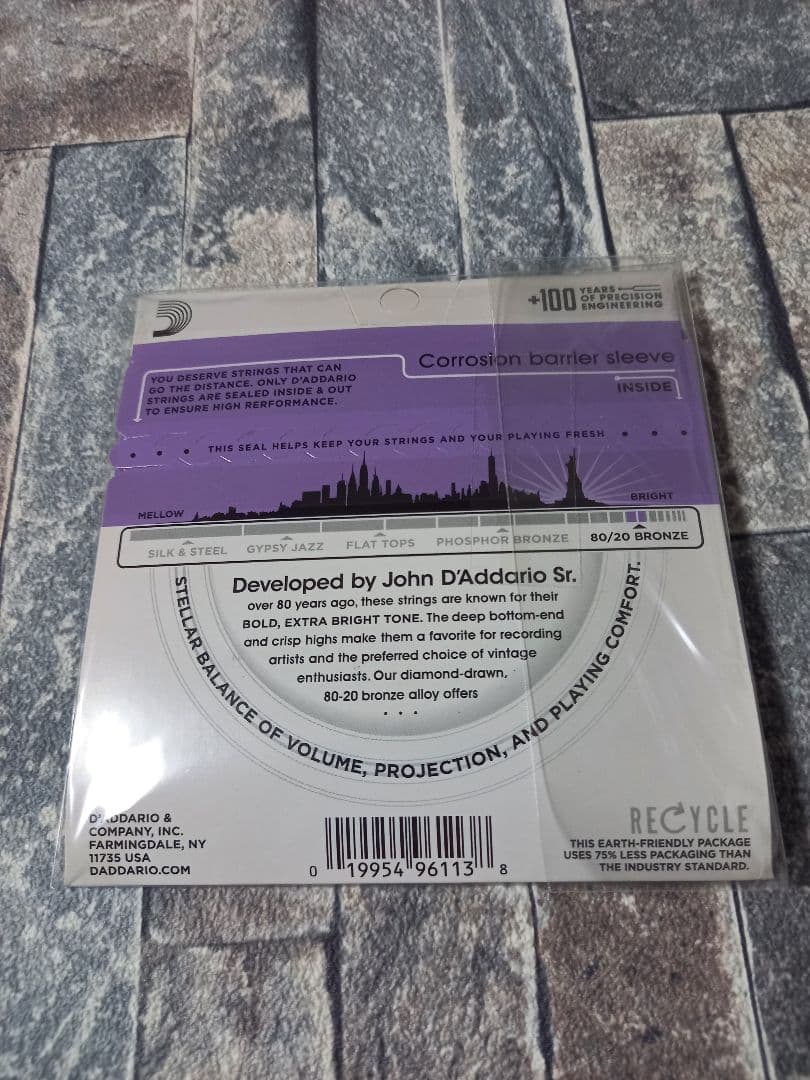 +100 YEARS
OF PRECISION
ENGINEERING
Corrosion barrier sleeve
INSIDE
YOU DESERVE STRINGS THAT CAN
GO THE DISTANCE. ONLY D'ADDARIO
STRINGS ARE SEALED INSIDE & OUT
TO ENSURE HIGH RERFORMANCE.
THIS SEAL HELPS KEEP YOUR STRINGS AND YOUR PLAYING FRESH
MELLOW
BRIGHT
SILK & STEEL
GYPSY JAZZ
FLAT TOPS
PHOSPHOR BRONZE
80/20 BRONZE
Developed by John D'Addario Sr.
over 80 years ago, these strings are known for their
BOLD, EXTRA BRIGHT TONE. The deep bottom-end
and crisp highs make them a favorite for recording
artists and the preferred choice of vintage
enthusiasts. Our diamond-drawn,
80-20 bronze alloy offers
• • •
STELLAR BALANCE OF VOLUME, PROJECTION, AND PLAYING COMFORT.
D'ADDARIO &
COMPANY, INC.
FARMINGDALE, NY
11735 USA
DADDARIO.COM
0 19954 96113 8
RECYCLE
THIS EARTH-FRIENDLY PACKAGE
USES 75% LESS PACKAGING THAN
THE INDUSTRY STANDARD.